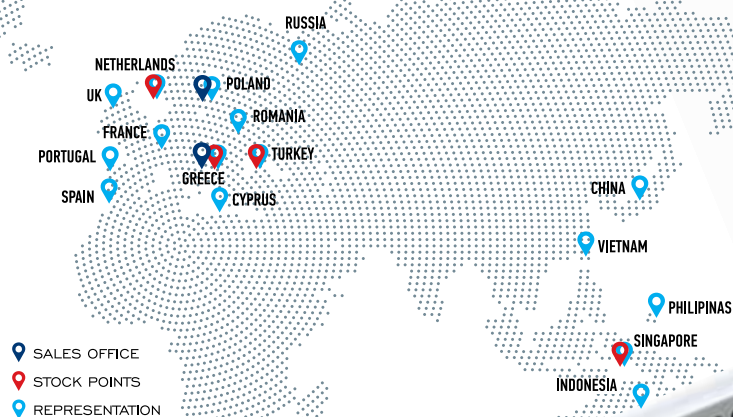 RUSSIA
NETHERLANDS
POLAND
UK
ROMANIA
FRANCE
PORTUGAL
TURKEY
GREECE
SPAIN
CYPRUS
CHINA
VIETNAM
PHILIPINAS
SINGAPORE
INDONESIA
SALES OFFICE
STOCK POINTS
REPRESENTATION